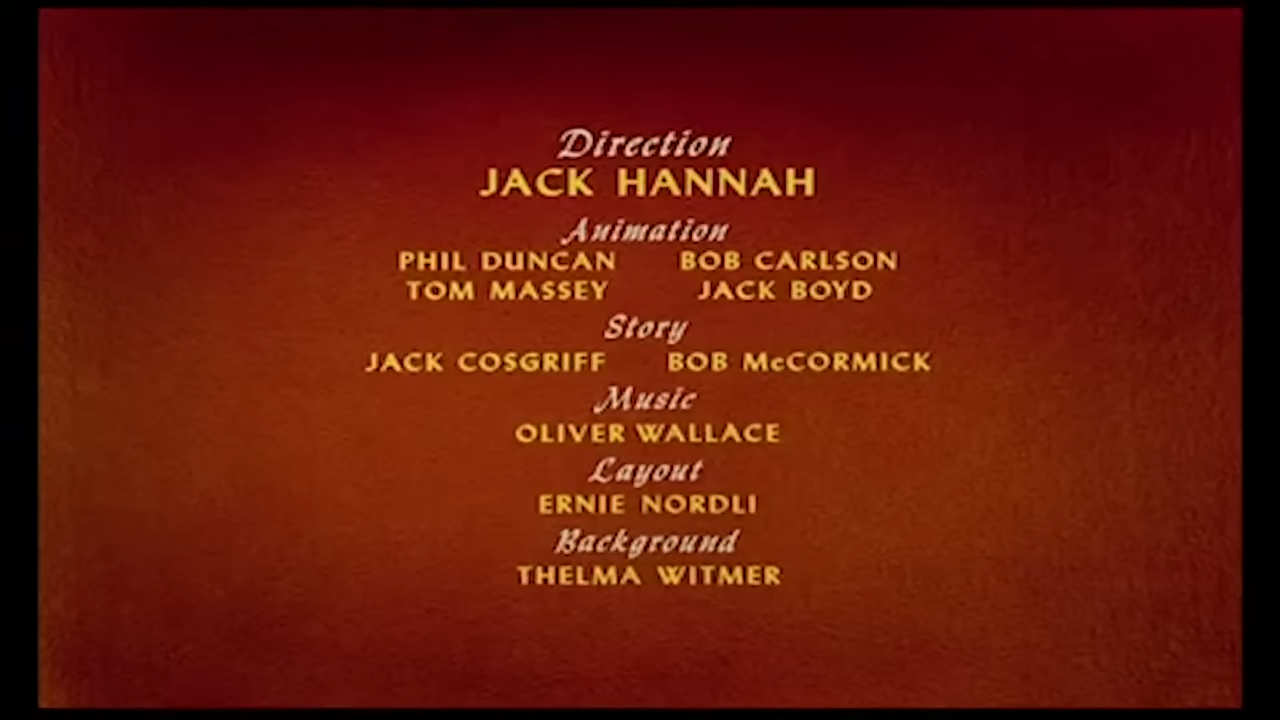 Direction
JACK HANNAH
Animation
PHIL DUNCAN BOB CARLSON
TOM MASSEY JACK BOYD
Story
JACK COSGRIFF BOB McCORMICK
Music
OLIVER WALLACE
Layout
ERNIE NORDLI
Background
THELMA WITMER